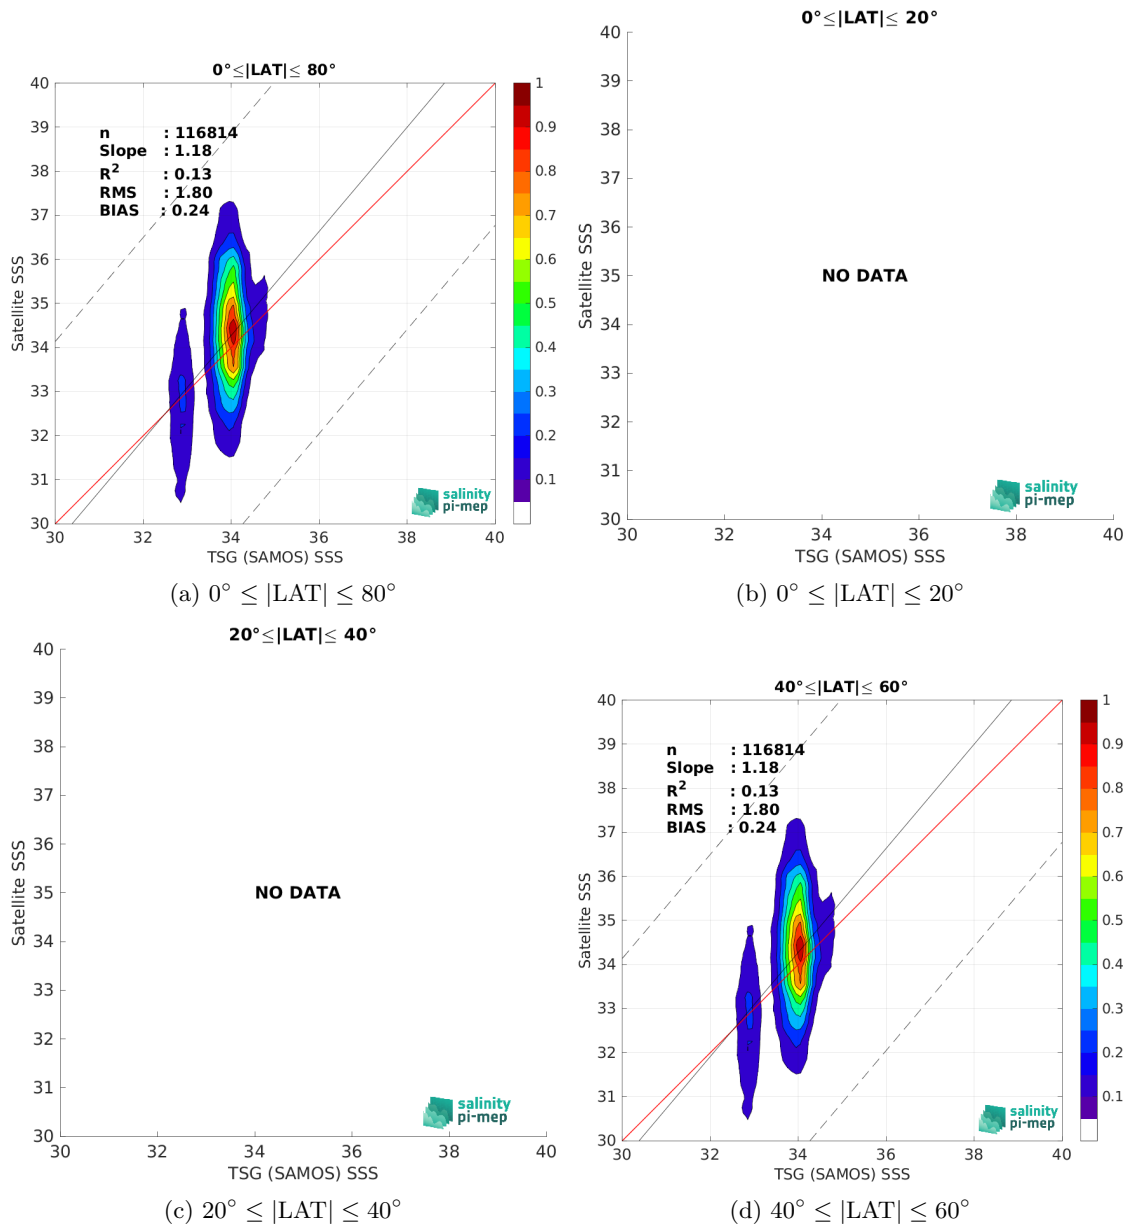 0°≤|LAT|≤ 80°
40
39
38
37
36
35
34
33
32
31
30
Satellite SSS
n : 116814
Slope : 1.18
R² : 0.13
RMS : 1.80
BIAS : 0.24
1
0.9
0.8
0.7
0.6
0.5
0.4
0.3
0.2
0.1
salinity
pi-mep
30 32 34 36 38 40
TSG (SAMOS) SSS
(a) 0° ≤ |LAT| ≤ 80°
0°≤|LAT|≤ 20°
40
39
38
37
36
35
34
33
32
31
30
Satellite SSS
NO DATA
salinity
pi-mep
30 32 34 36 38 40
TSG (SAMOS) SSS
(b) 0° ≤ |LAT| ≤ 20°
20°≤|LAT|≤ 40°
40
39
38
37
36
35
34
33
32
31
30
Satellite SSS
NO DATA
salinity
pi-mep
30 32 34 36 38 40
TSG (SAMOS) SSS
(c) 20° ≤ |LAT| ≤ 40°
40°≤|LAT|≤ 60°
40
39
38
37
36
35
34
33
32
31
30
Satellite SSS
n : 116814
Slope : 1.18
R² : 0.13
RMS : 1.80
BIAS : 0.24
1
0.9
0.8
0.7
0.6
0.5
0.4
0.3
0.2
0.1
salinity
pi-mep
30 32 34 36 38 40
TSG (SAMOS) SSS
(d) 40° ≤ |LAT| ≤ 60°